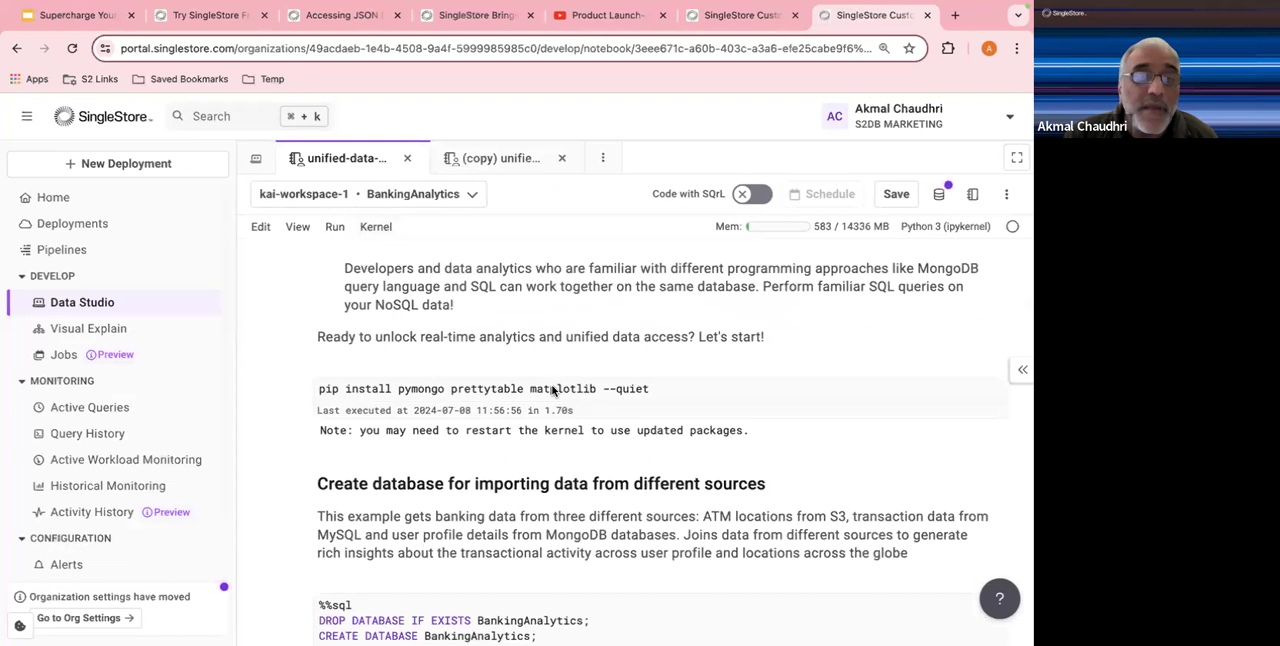 Supercharge Your
Try SingleStore Fr
Accessing JSON
SingleStore Bring
Product Launch-
SingleStore Custo
SingleStore Custo
portal.singlestore.com/organizations/49acdaeb-1e4b-4508-9a4f-5999985985c0/develop/notebook/3eee671c-a60b-403c-a3a6-efe25cabe9f6%...
A
Apps
S2 Links
Saved Bookmarks
Temp
SingleStore
Akmal Chaudhri
SingleStore
Search
⌘ + k
AC
Akmal Chaudhri
S2DB MARKETING
+ New Deployment
Home
Deployments
Pipelines
DEVELOP
Data Studio
Visual Explain
Jobs Preview
MONITORING
Active Queries
Query History
Active Workload Monitoring
Historical Monitoring
Activity History Preview
CONFIGURATION
Alerts
Organization settings have moved
Go to Org Settings →
unified-data-...
(copy) unifie...
kai-workspace-1 • BankingAnalytics
Code with SQrL
Schedule
Save
Edit
View
Run
Kernel
Mem: 583 / 14336 MB
Python 3 (ipykernel)
Developers and data analytics who are familiar with different programming approaches like MongoDB
query language and SQL can work together on the same database. Perform familiar SQL queries on
your NoSQL data!
Ready to unlock real-time analytics and unified data access? Let's start!
pip install pymongo prettytable matplotlib --quiet
Last executed at 2024-07-08 11:56:56 in 1.70s
Note: you may need to restart the kernel to use updated packages.
Create database for importing data from different sources
This example gets banking data from three different sources: ATM locations from S3, transaction data from
MySQL and user profile details from MongoDB databases. Joins data from different sources to generate
rich insights about the transactional activity across user profile and locations across the globe
%%sql
DROP DATABASE IF EXISTS BankingAnalytics;
CREATE DATABASE BankingAnalytics;
?